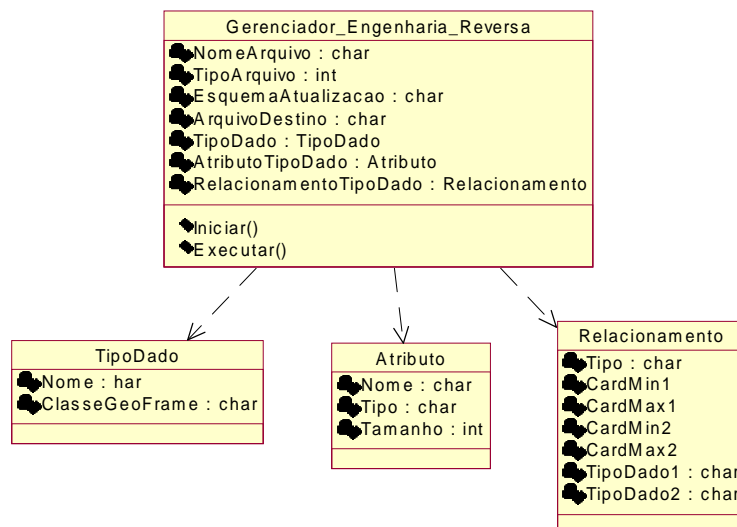 Gerenciador_Engenharia_Reversa
NomeArquivo : char
TipoArquivo : int
EsquemaAtualizacao : char
ArquivoDestino : char
TipoDado : TipoDado
AtributoTipoDado : Atributo
RelacionamentoTipoDado : Relacionamento
Iniciar()
Executar()
TipoDado
Nome : har
ClasseGeoFrame : char
Atributo
Nome : char
Tipo : char
Tamanho : int
Relacionamento
Tipo : char
CardMin1
CardMax1
CardMin2
CardMax2
TipoDado1 : char
TipoDado2 : char